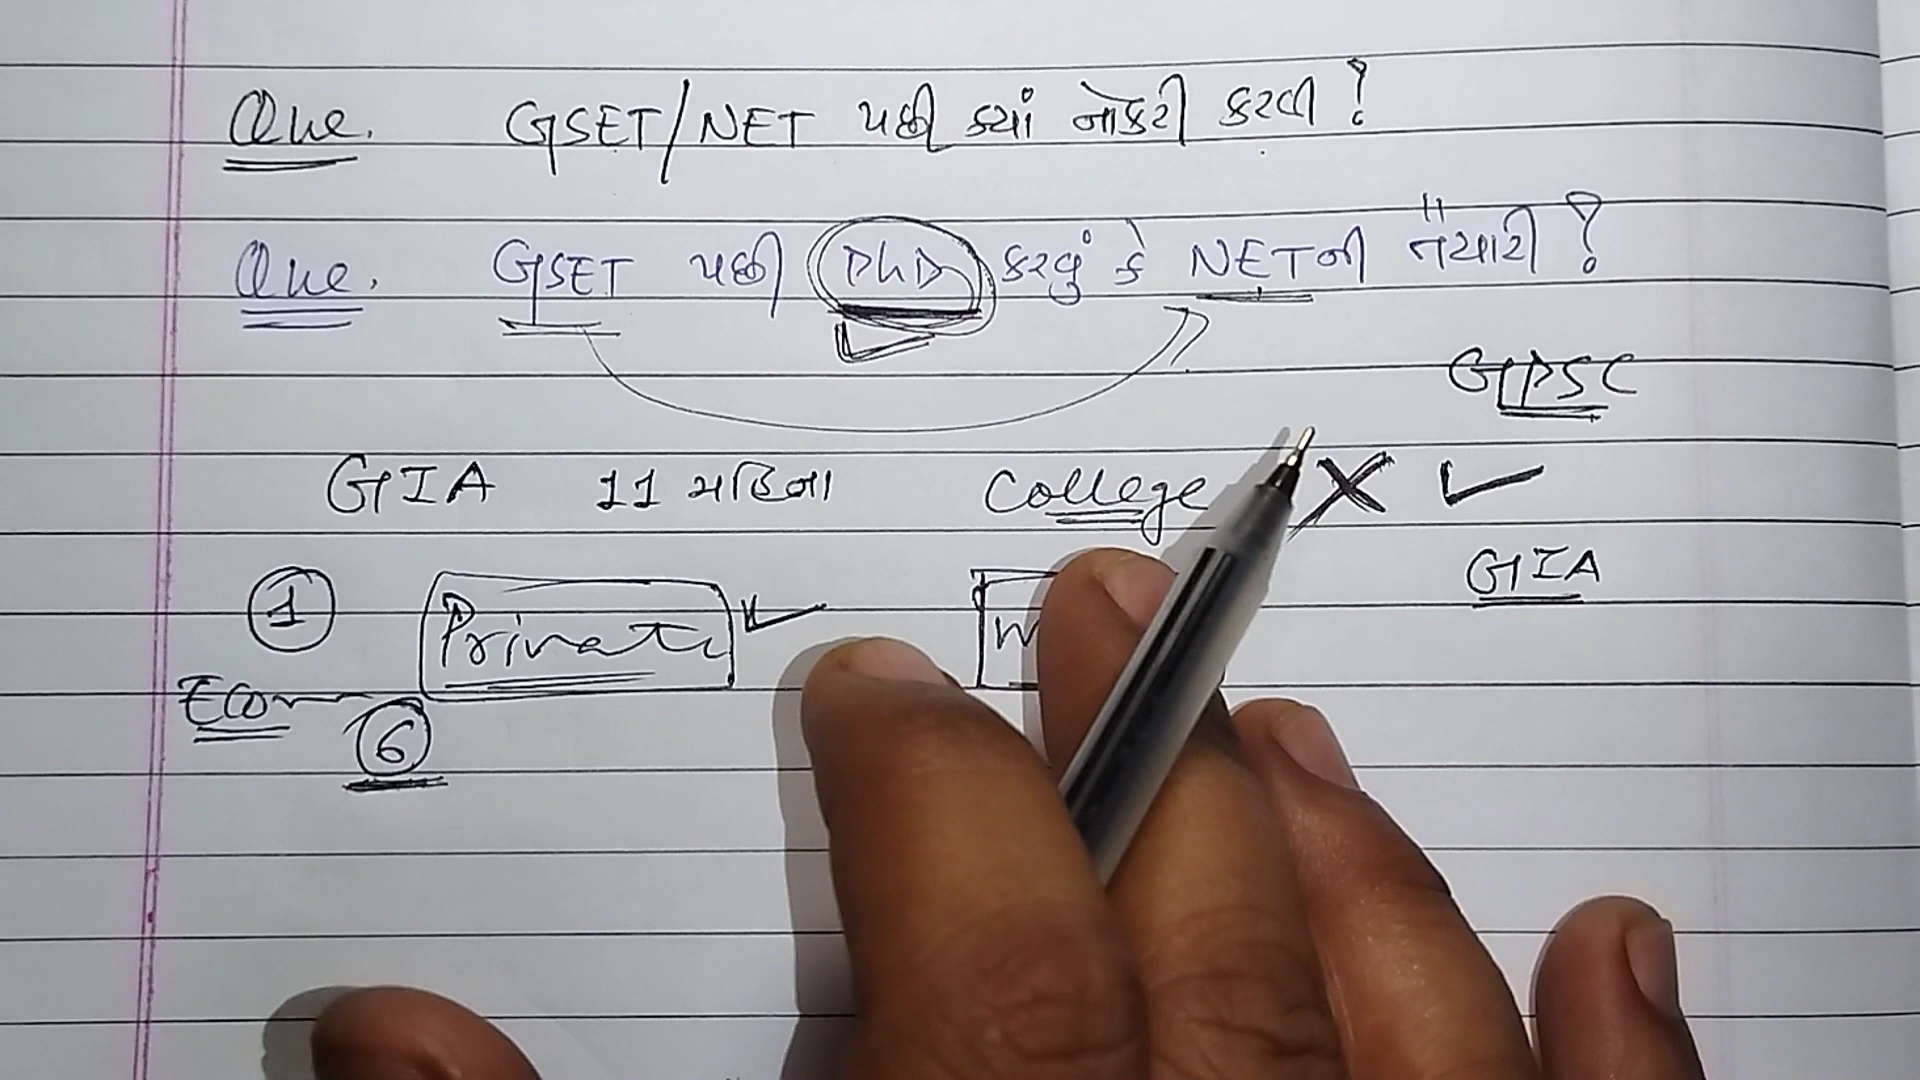 Que. GSET/NET પછી ક્યાં નોકરી કરવી ?
Que. GSET પછી PhD કરવું કે NETની તૈયારી ?
GPSC
GIA 11 મહિના College
GIA
1 Private
Econ
6